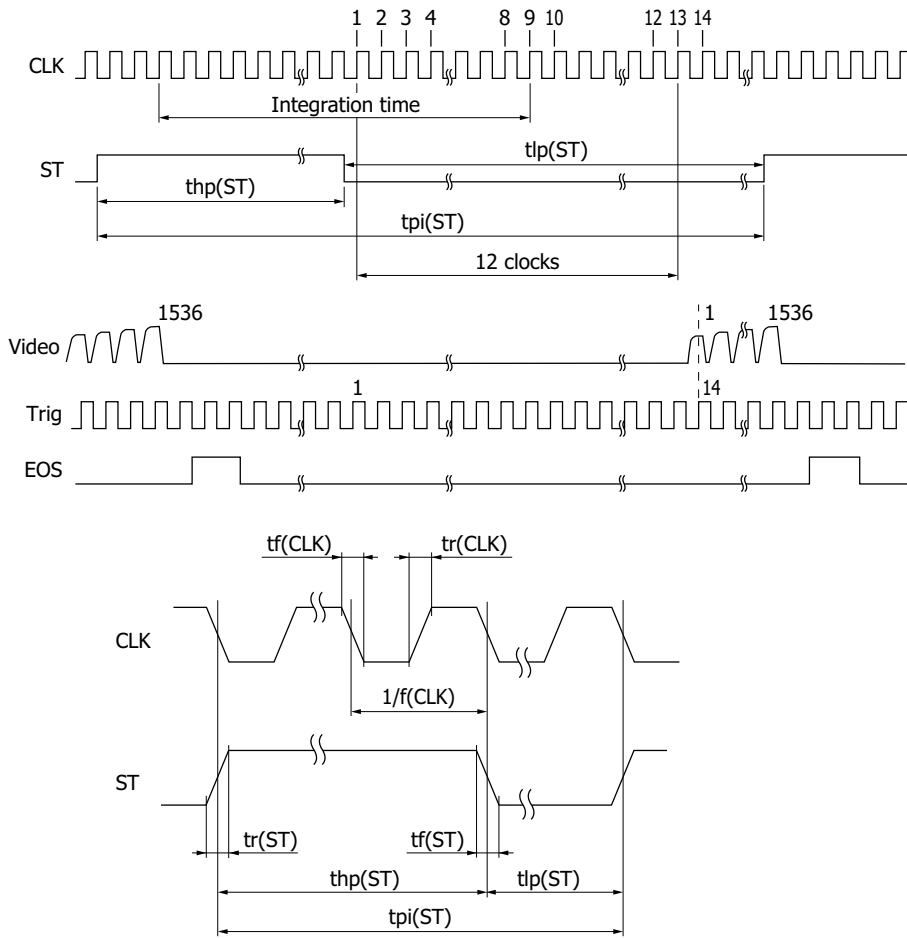 1 2 3 4 8 9 10 12 13 14
CLK
Integration time
ST
tlp(ST)
thp(ST)
tpi(ST)
12 clocks
1536 1 1536
Video
1 14
Trig
EOS
tf(CLK) tr(CLK)
CLK
1/f(CLK)
ST
tr(ST) tf(ST)
thp(ST) tlp(ST)
tpi(ST)